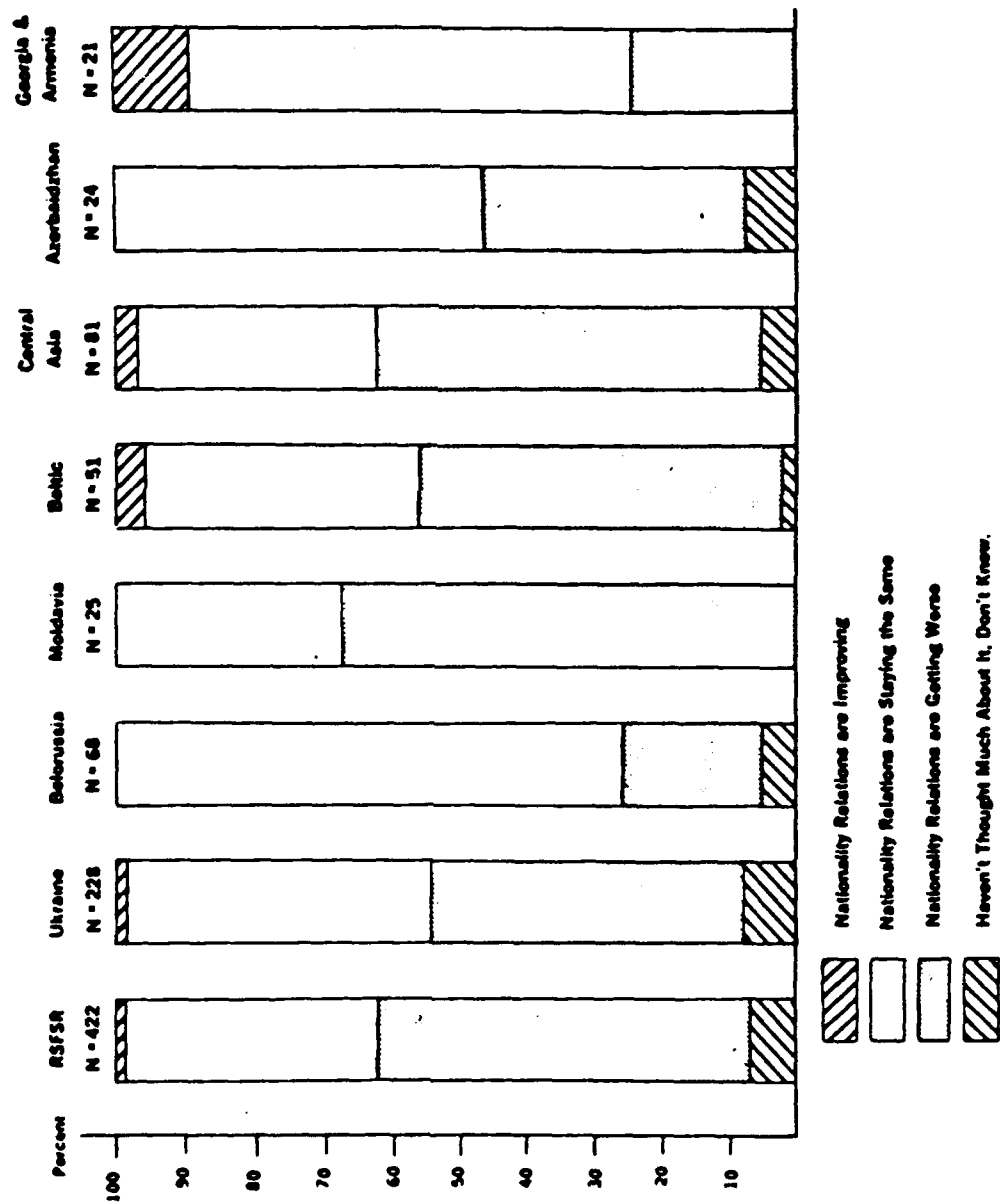 Percent
100
90
80
70
60
50
40
30
20
10
RSFSR
N = 422
Ukraine
N = 228
Belorussia
N = 68
Moldavia
N = 25
Baltic
N = 51
Central
Asia
N = 81
Azerbaidzhan
N = 24
Georgia &
Armenia
N = 21
Nationality Relations are Improving
Nationality Relations are Staying the Same
Nationality Relations are Getting Worse
Haven't Thought Much About It, Don't Know.